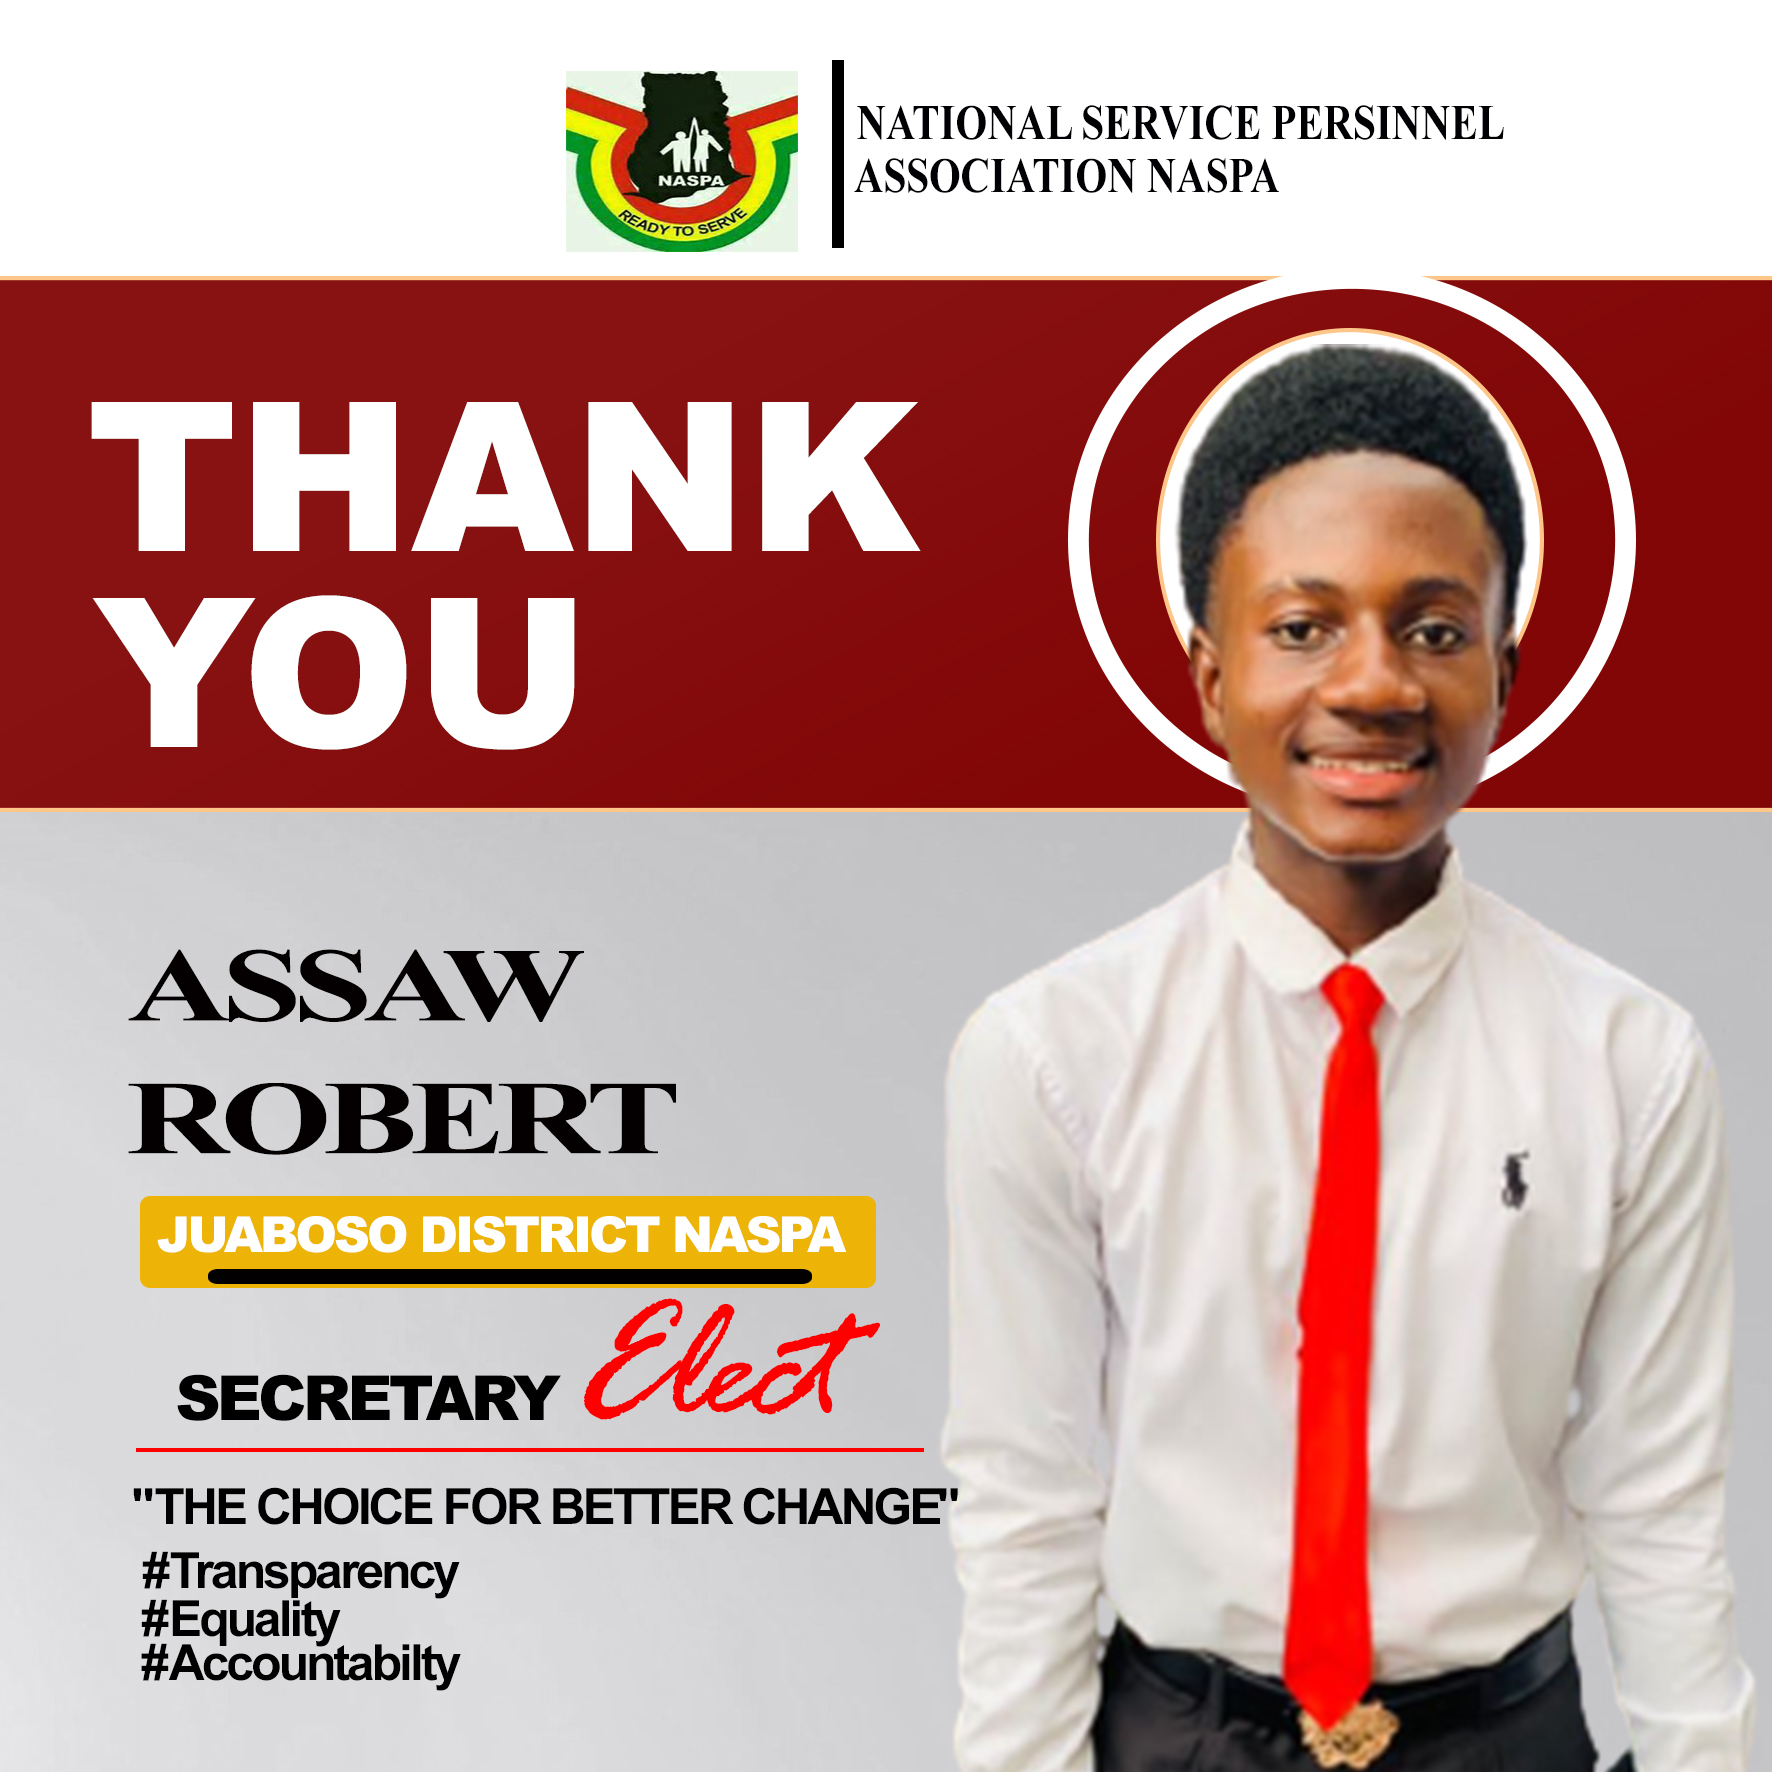 NASPA
READY TO SERVE
NATIONAL SERVICE PERSINNEL
ASSOCIATION NASPA
THANK
YOU
ASSAW
ROBERT
JUABOSO DISTRICT NASPA
SECRETARY Elect
"THE CHOICE FOR BETTER CHANGE"
#Transparency
#Equality
#Accountabilty